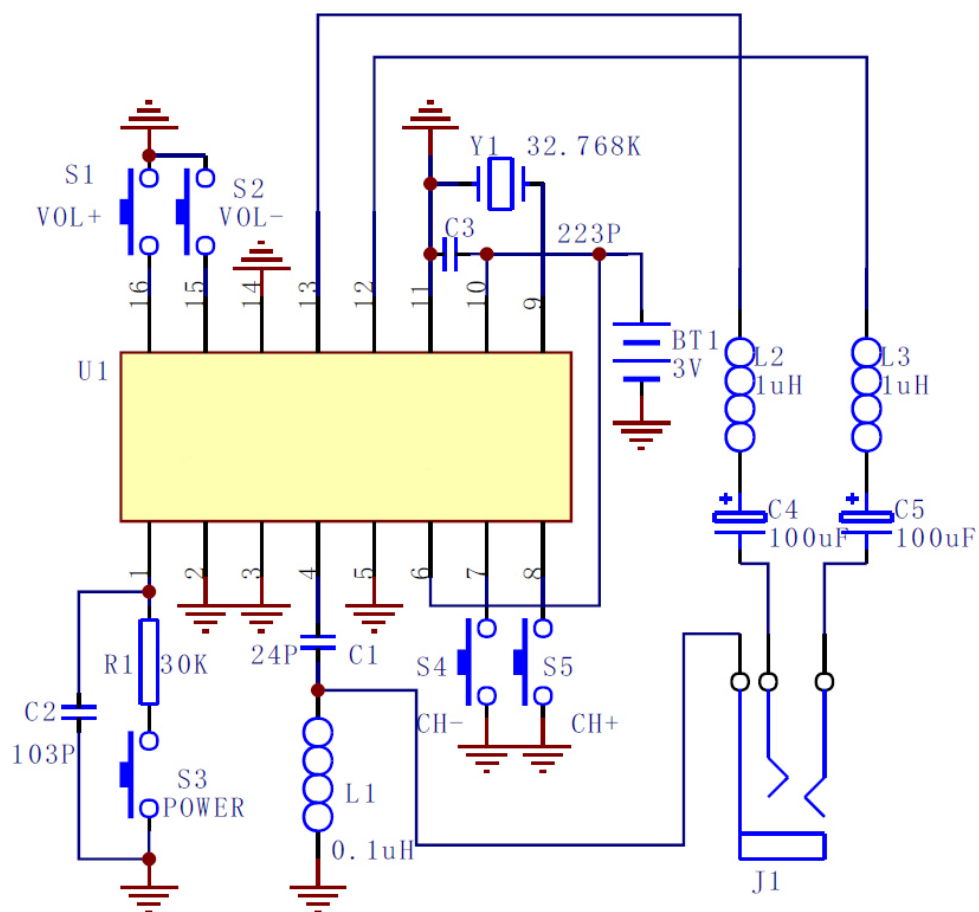 Y1 32.768K
S1
S2
VOL+
VOL-
C3
223P
16
15
14
13
12
11
10
9
BT1
3V
L2
1uH
L3
1uH
U1
+
C4
100uF
+
C5
100uF
1
2
3
4
5
6
7
8
R1 30K
24P C1
S4
S5
C2
103P
CH-
CH+
S3
POWER
L1
0.1uH
J1